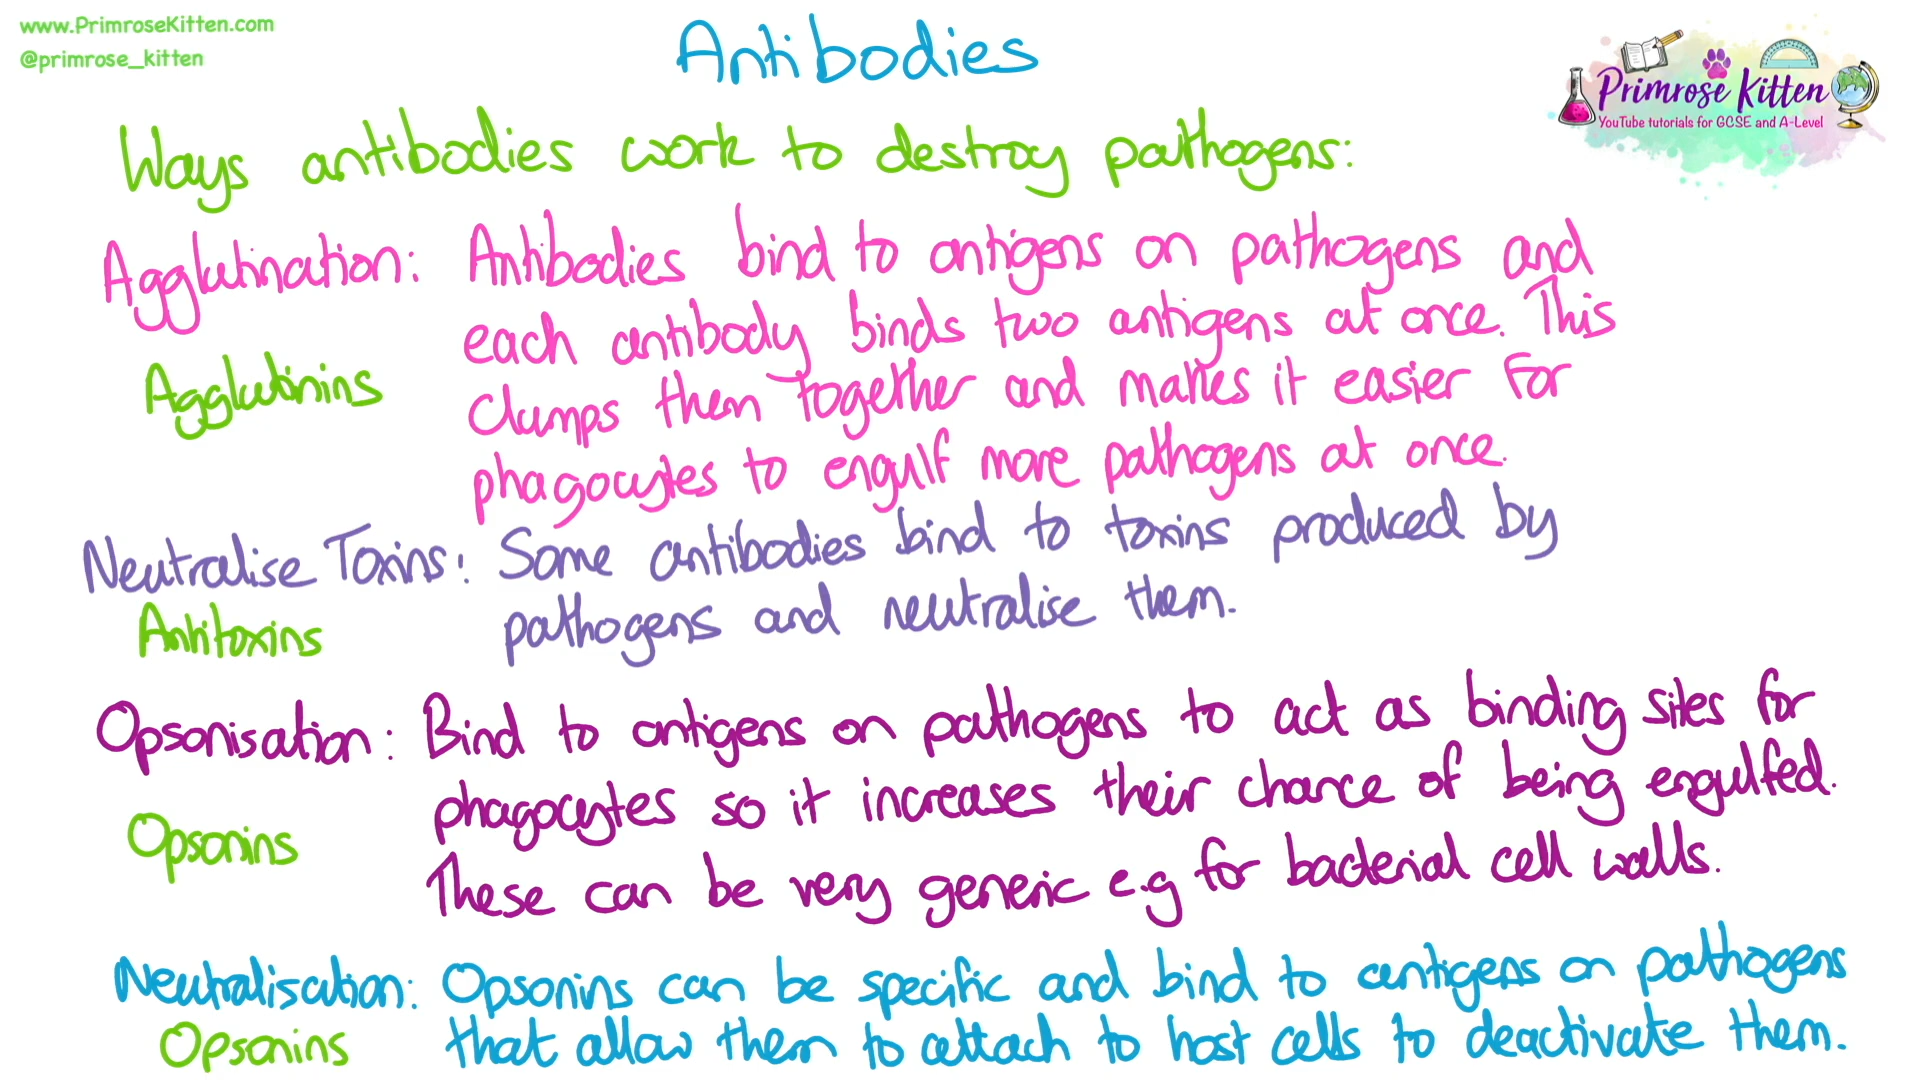 www.PrimroseKitten.com
@primrose_kitten
Antibodies
Primrose Kitten
YouTube tutorials for GCSE and A-Level
Ways antibodies work to destroy pathogens:
Agglutination: Antibodies bind to antigens on pathogens and
each antibody binds two antigens at once. This
Agglutinins
clumps them together and makes it easier for
phagocytes to engulf more pathogens at once.
Neutralise Toxins: Some antibodies bind to toxins produced by
Antitoxins
pathogens and neutralise them.
Opsonisation: Bind to antigens on pathogens to act as binding sites for
phagocytes so it increases their chance of being engulfed.
Opsonins
These can be very generic e.g for bacterial cell walls.
Neutralisation: Opsonins can be specific and bind to antigens on pathogens
Opsonins
that allow them to attach to host cells to deactivate them.